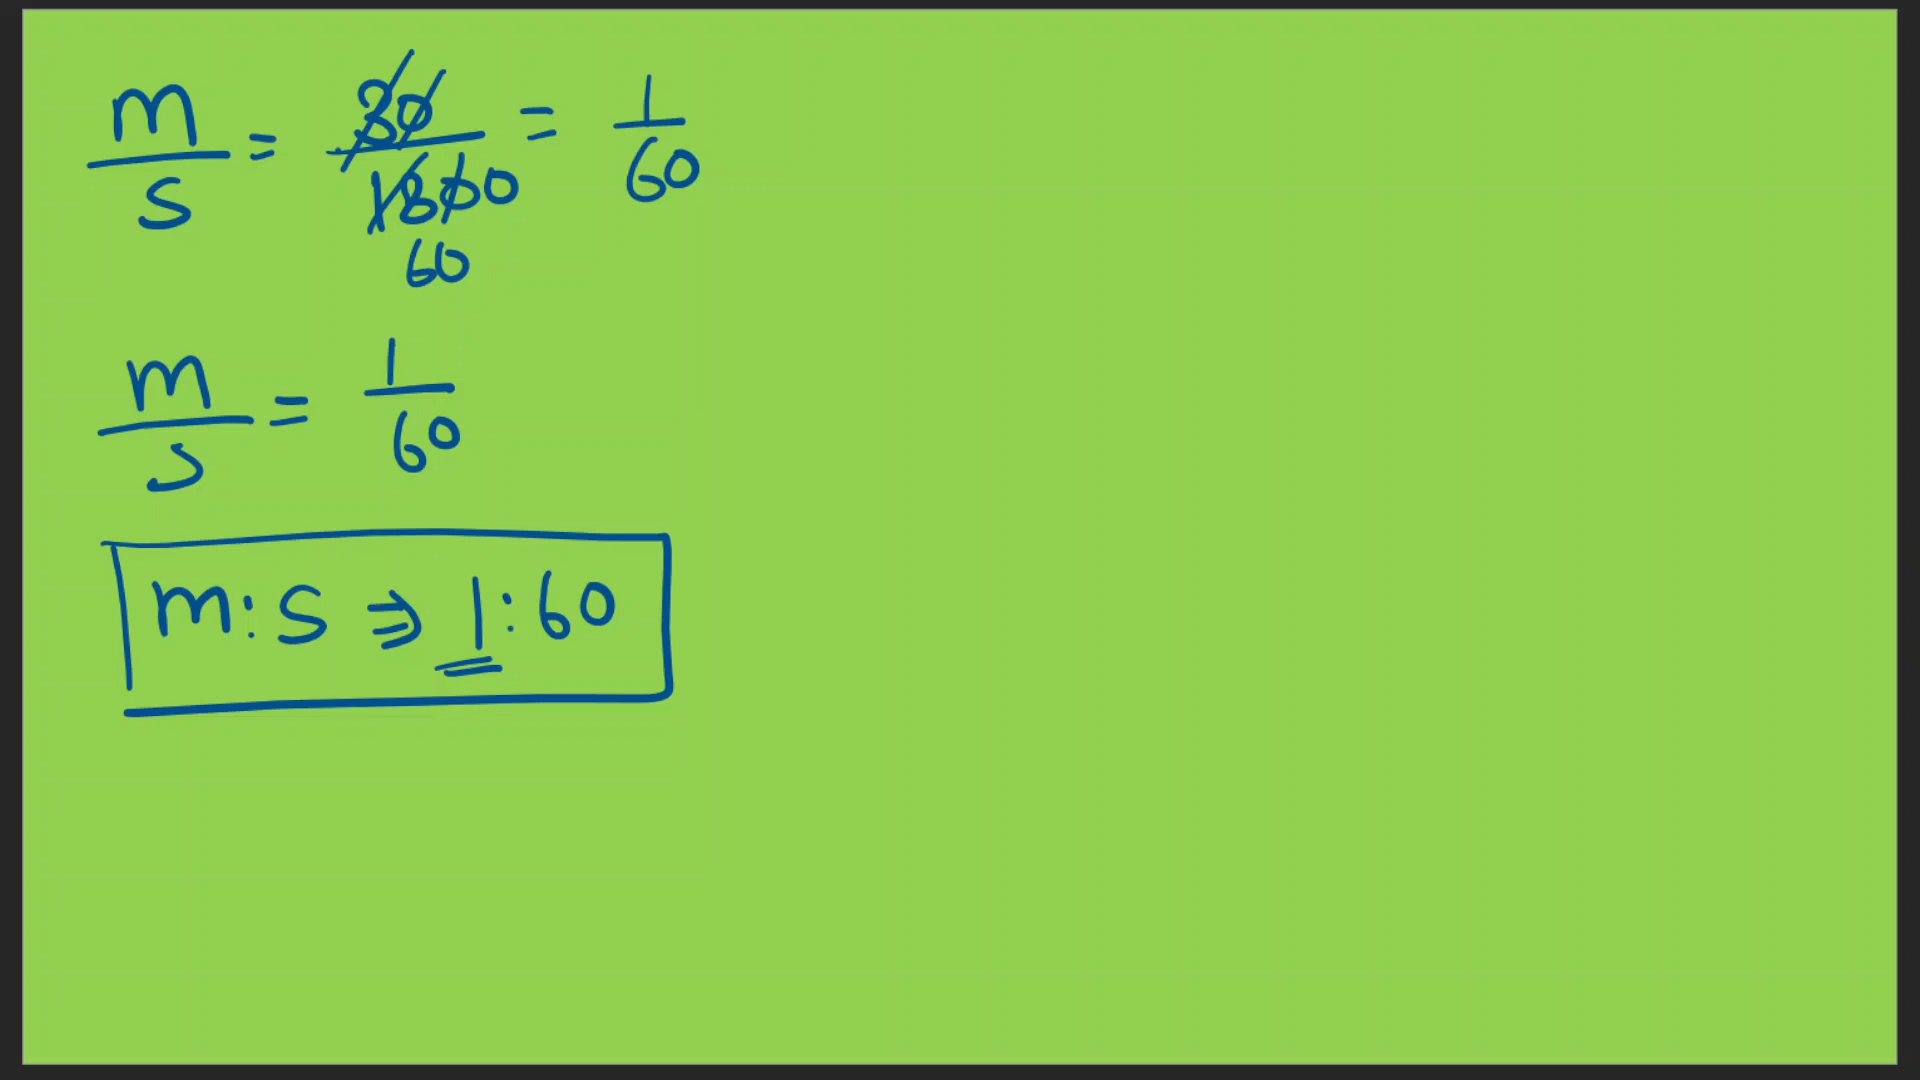 m/s = 30/1800 = 1/60
60
m/s = 1/60
m : s ⇒ 1 : 60